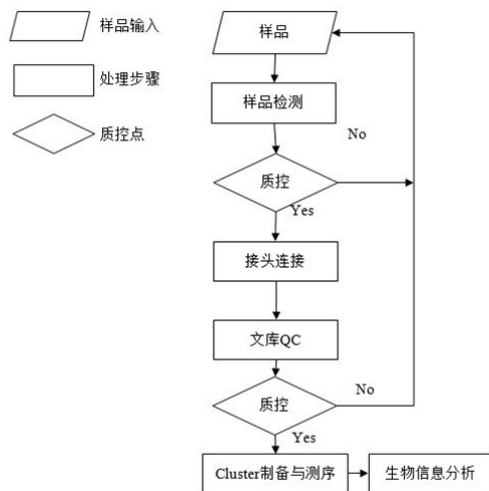 样品输入
样品
处理步骤
样品检测
No
质控点
质控
Yes
接头连接
文库QC
No
质控
Yes
Cluster制备与测序
生物信息分析